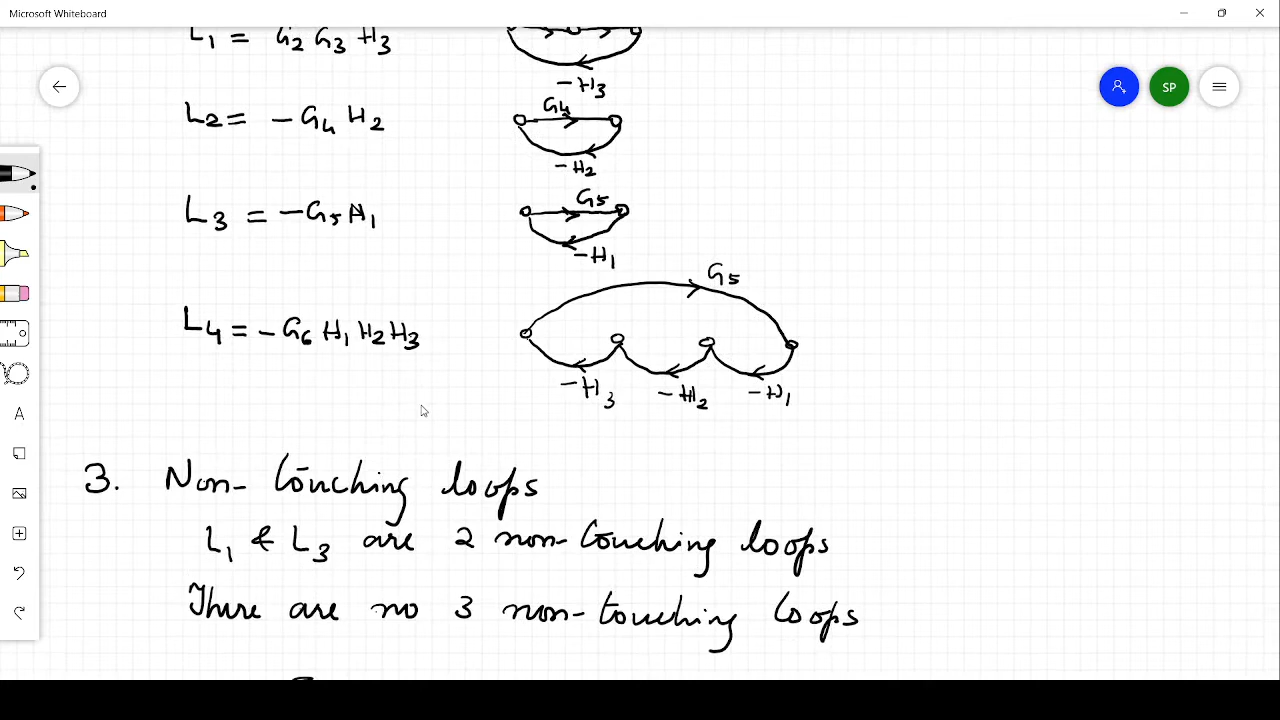 Microsoft Whiteboard
L1 = G2 G3 H3
-H3
SP
L2 = -G4 H2
G4
-H2
L3 = -G5 H1
G5
-H1
G5
L4 = -G6 H1 H2 H3
-H3 -H2 -H1
A
3. Non-touching loops
L1 & L3 are 2 non-touching loops
There are no 3 non-touching loops